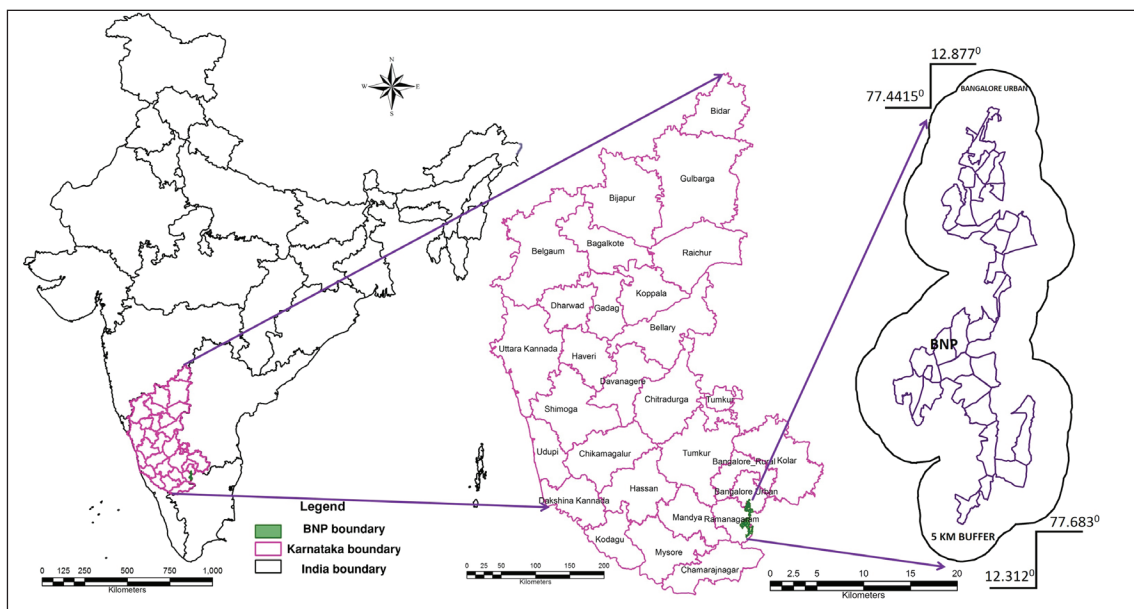 N
W
E
S
Legend
BNP boundary
Karnataka boundary
India boundary
0 125 250 500 750 1,000
Kilometers
Bidar
Gulbarga
Bijapur
Bagalkote
Belgaum
Raichur
Koppala
Dharwad
Gadag
Bellary
Uttara Kannada
Haveri
Davanagere
Chitradurga
Tumkur
Shimoga
Udupi
Chikamagalur
Tumkur
Bangalore_Rural
Kolar
Hassan
Bangalore Urban
Dakshina Kannada
Mandya
Ramanagaram
Kodagu
Mysore
Chamarajnagar
0 25 50 100 150 200
Kilometers
12.877⁰
77.4415⁰
BANGALORE URBAN
BNP
5 KM BUFFER
77.683⁰
12.312⁰
0 2.5 5 10 15 20
Kilometers